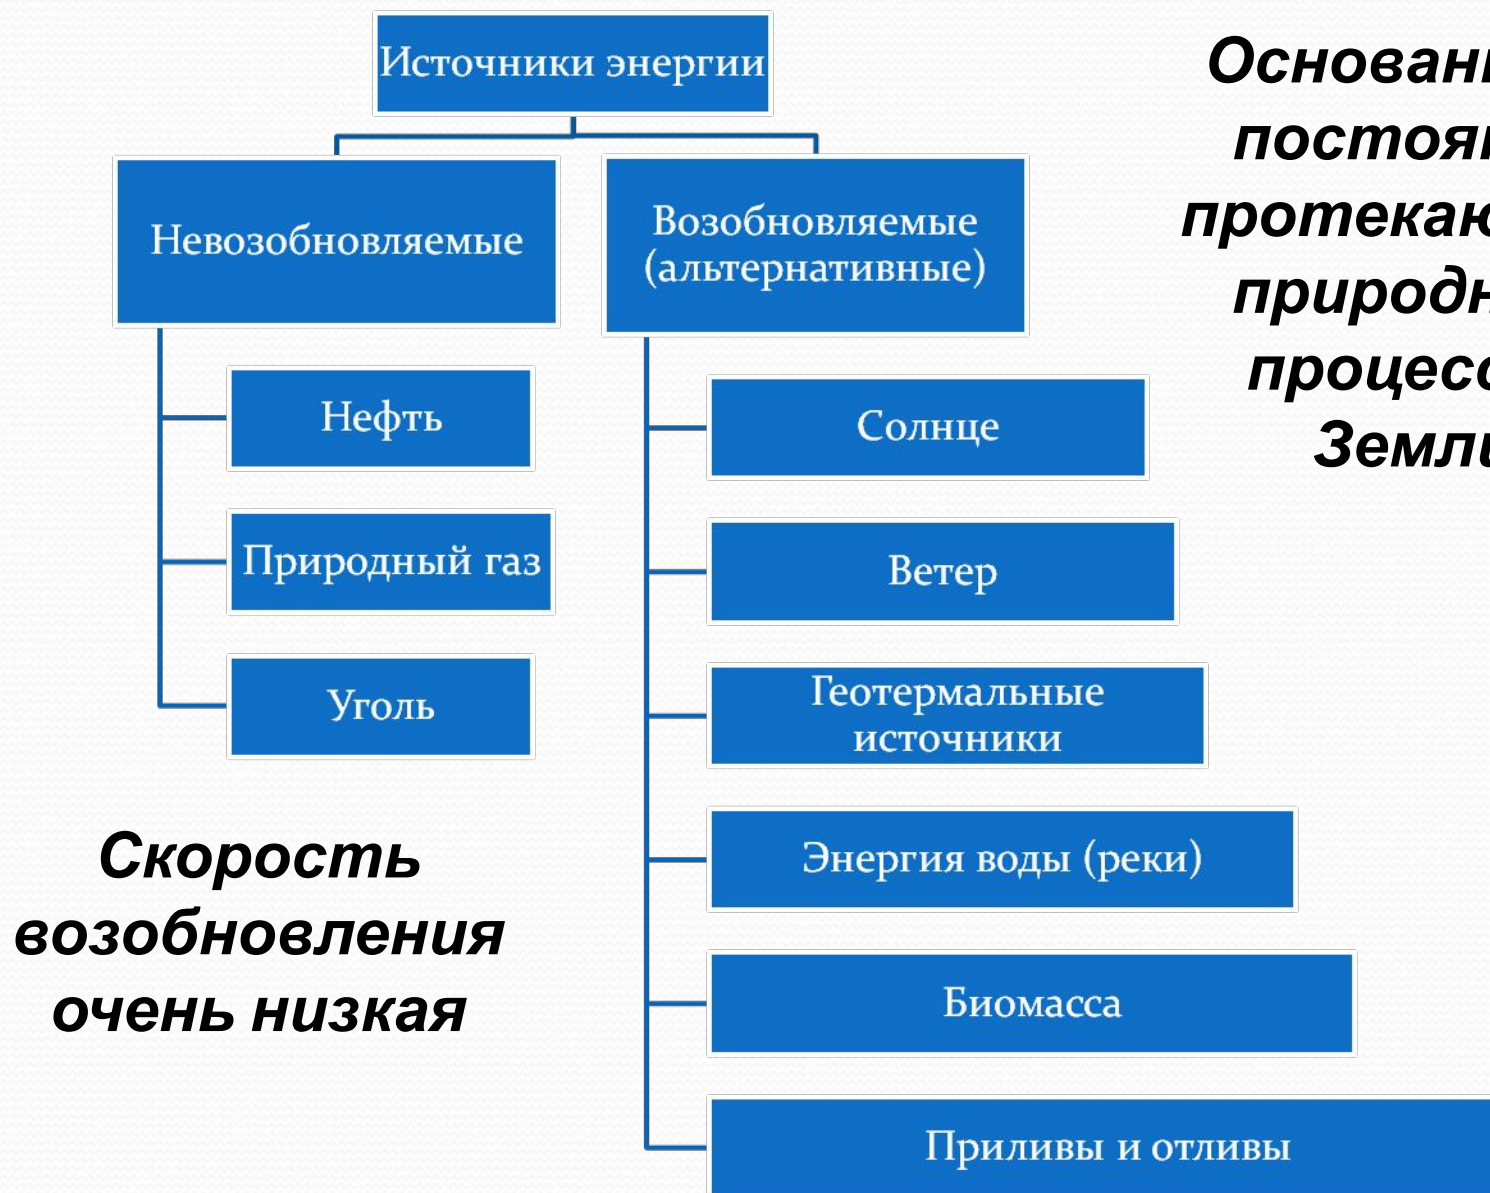 Источники энергии
Невозобновляемые
Возобновляемые
(альтернативные)
Нефть
Природный газ
Уголь
Солнце
Ветер
Геотермальные
источники
Энергия воды (реки)
Биомасса
Приливы и отливы
Скорость
возобновления
очень низкая